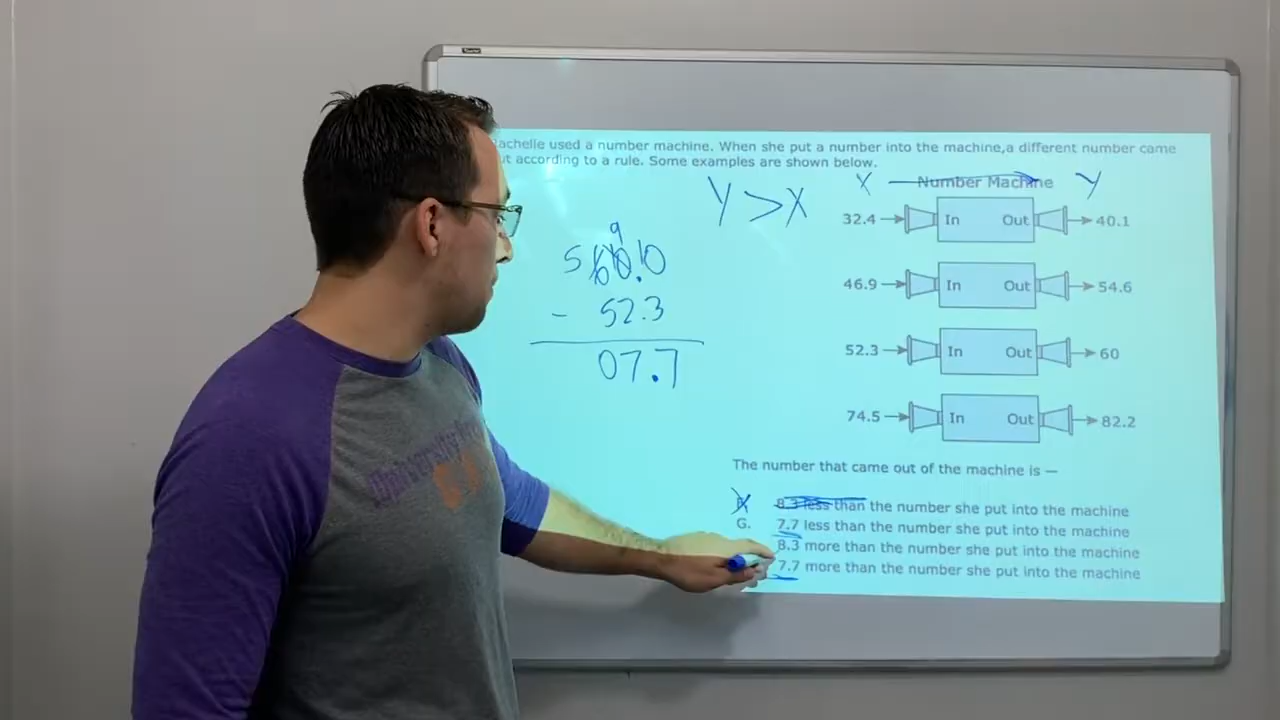 achelle used a number machine. When she put a number into the machine,a different number came
t according to a rule. Some examples are shown below.
X Number Machine Y
Y > X
32.4 In Out 40.1
46.9 In Out 54.6
52.3 In Out 60
74.5 In Out 82.2
9
5 60.10
- 52.3
07.7
The number that came out of the machine is —
8.3 less than the number she put into the machine
G. 7.7 less than the number she put into the machine
8.3 more than the number she put into the machine
7.7 more than the number she put into the machine
University